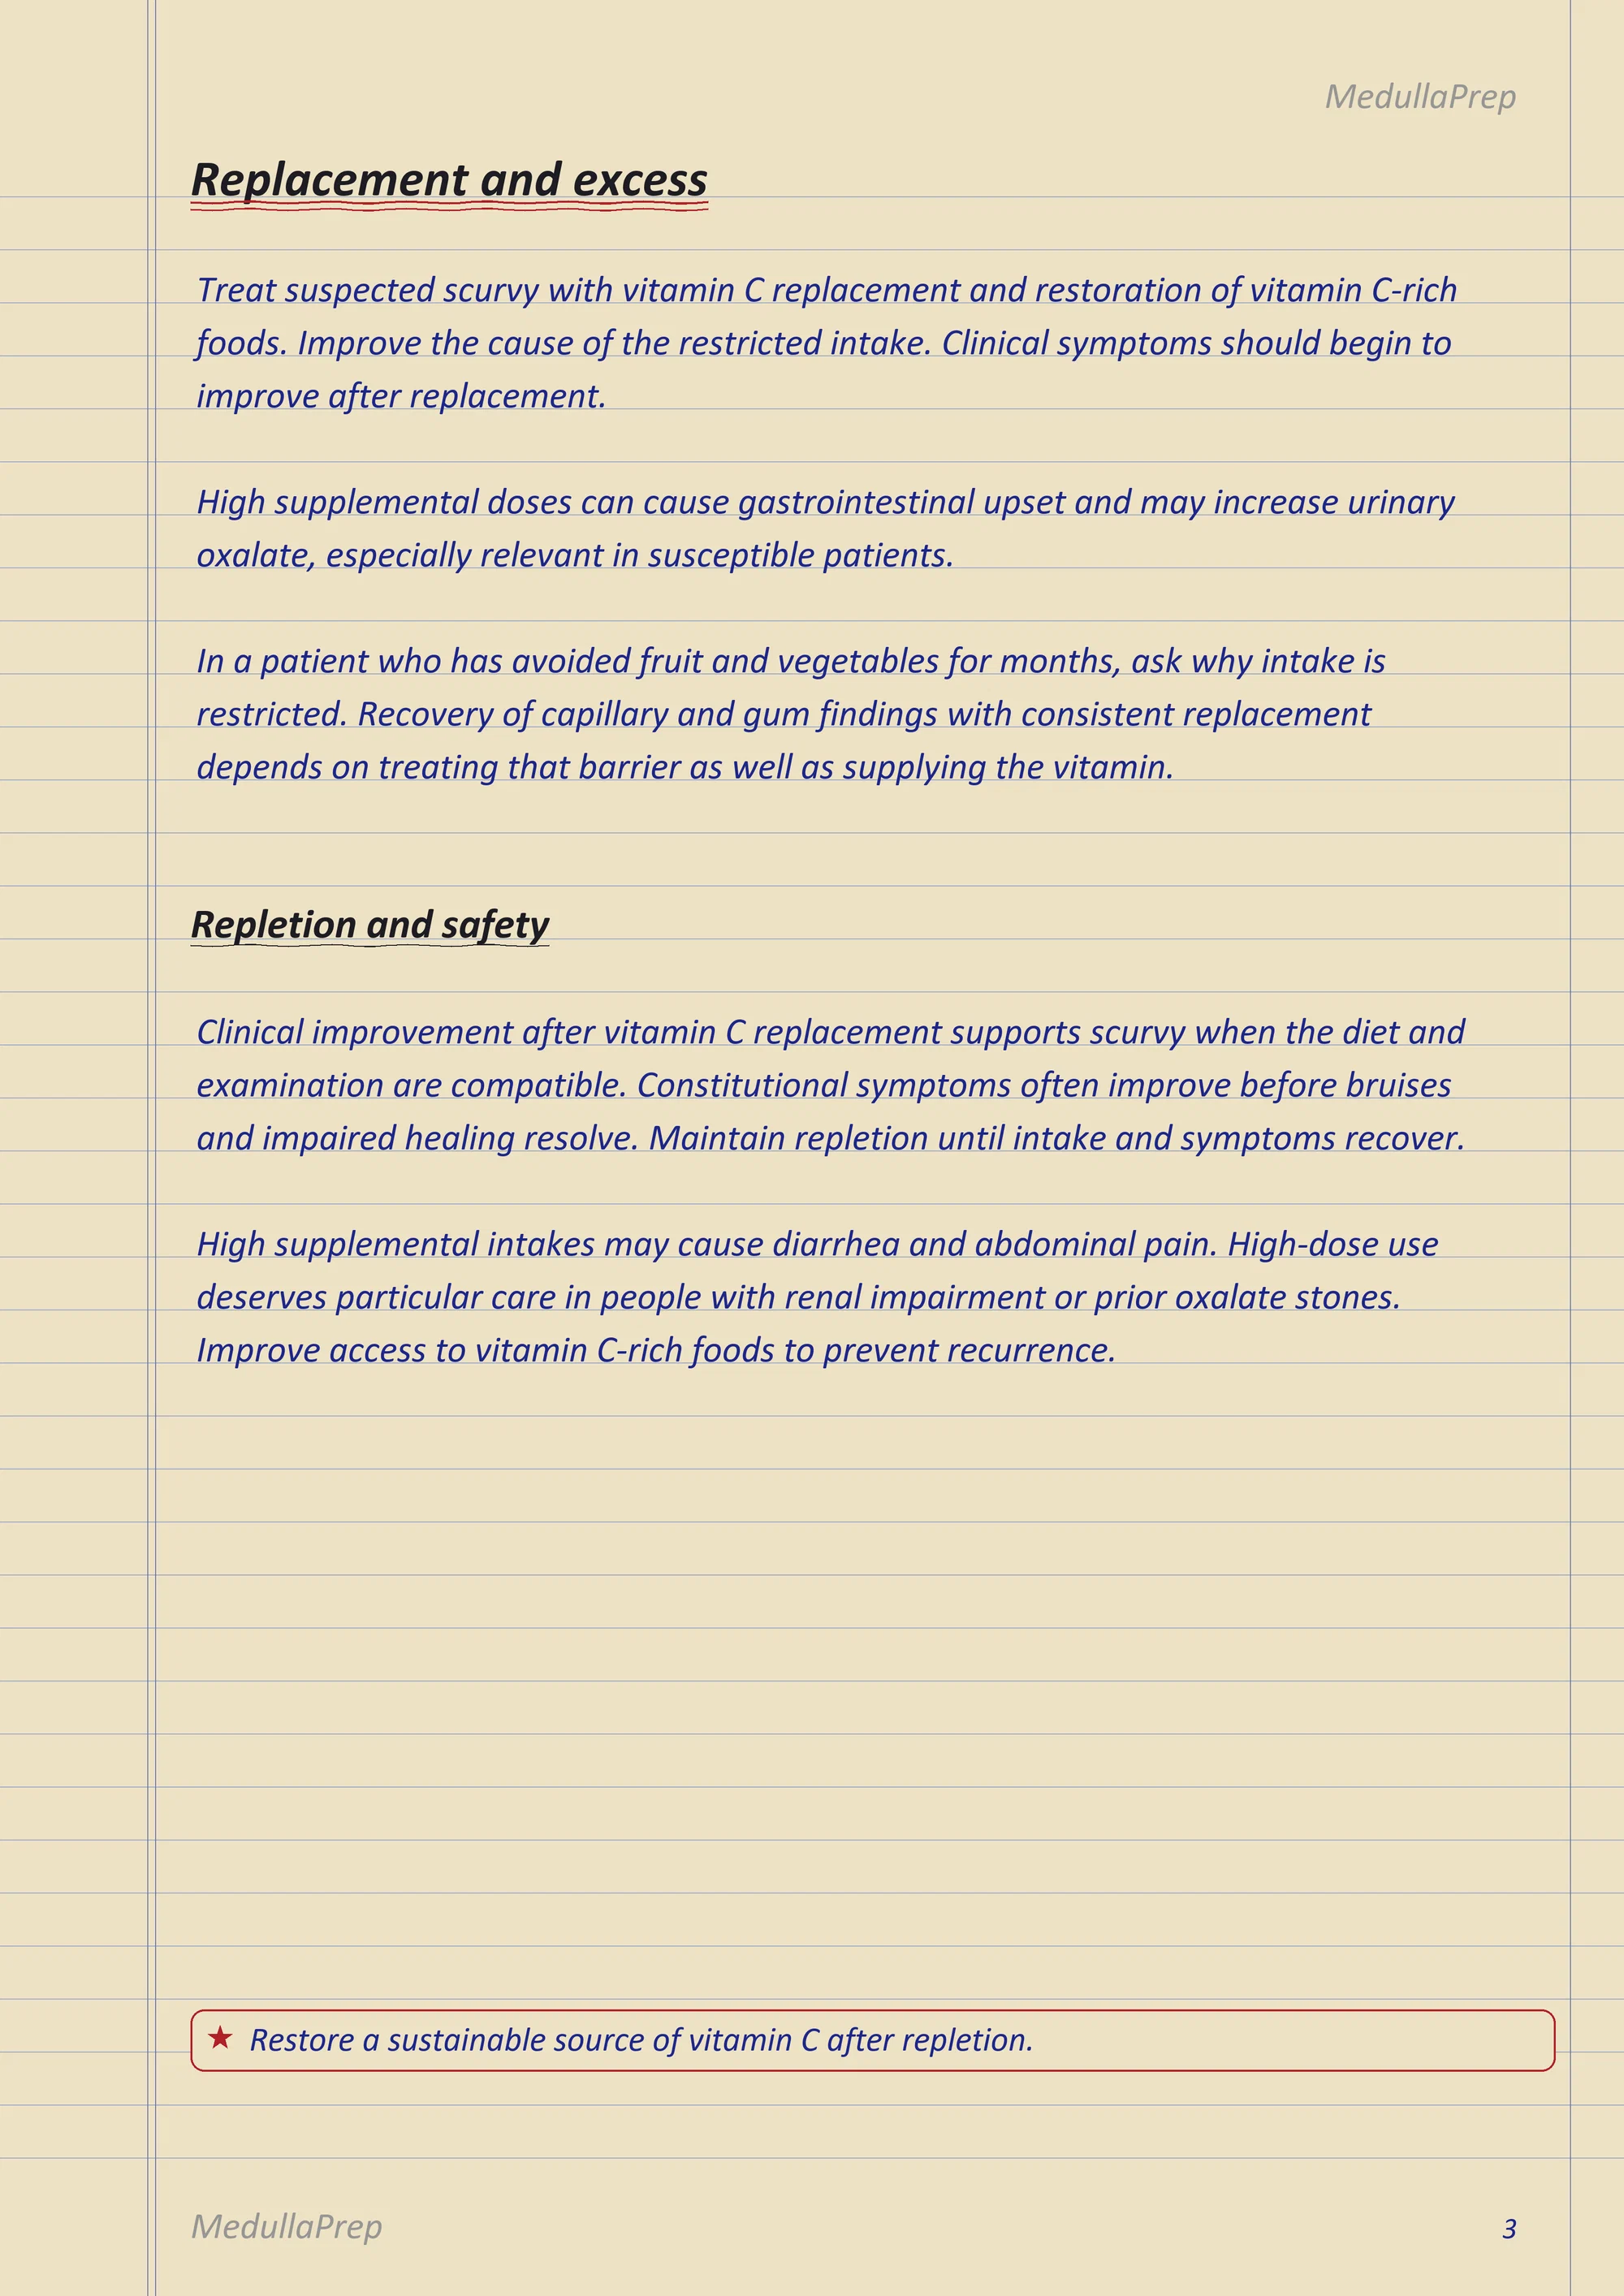 MedullaPrep
Replacement and excess
Treat suspected scurvy with vitamin C replacement and restoration of vitamin C-rich
foods. Improve the cause of the restricted intake. Clinical symptoms should begin to
improve after replacement.
High supplemental doses can cause gastrointestinal upset and may increase urinary
oxalate, especially relevant in susceptible patients.
In a patient who has avoided fruit and vegetables for months, ask why intake is
restricted. Recovery of capillary and gum findings with consistent replacement
depends on treating that barrier as well as supplying the vitamin.
Repletion and safety
Clinical improvement after vitamin C replacement supports scurvy when the diet and
examination are compatible. Constitutional symptoms often improve before bruises
and impaired healing resolve. Maintain repletion until intake and symptoms recover.
High supplemental intakes may cause diarrhea and abdominal pain. High-dose use
deserves particular care in people with renal impairment or prior oxalate stones.
Improve access to vitamin C-rich foods to prevent recurrence.
★ Restore a sustainable source of vitamin C after repletion.
MedullaPrep
3